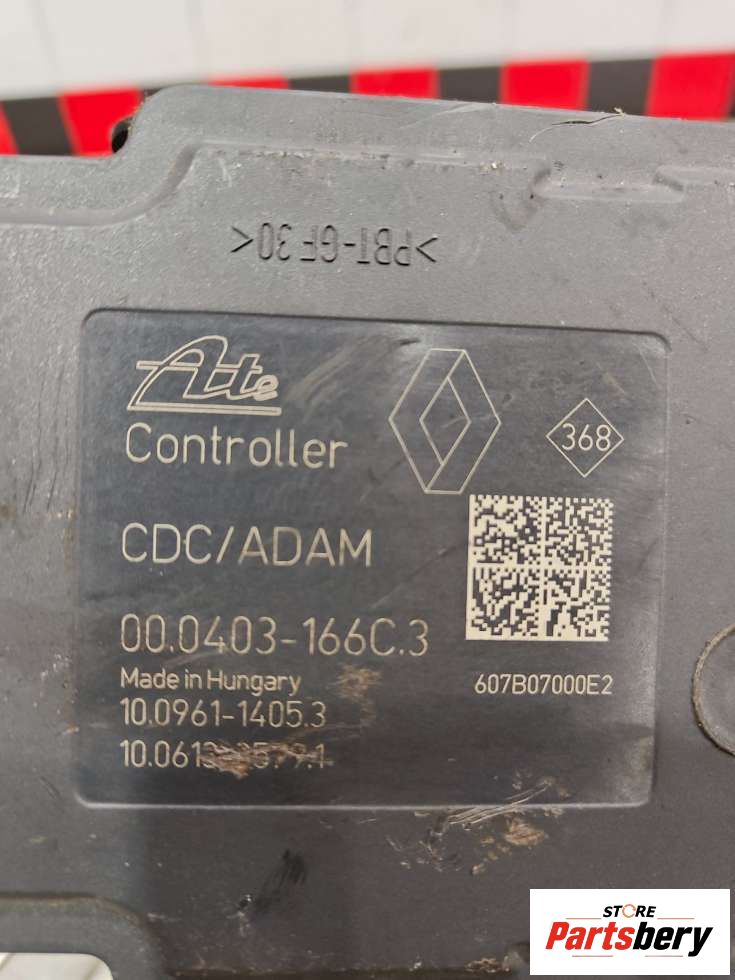 >PBT-GF30<
Ate
Controller
368
CDC/ADAM
00.0403-166C.3
Made in Hungary
607B07000E2
10.0961-1405.3
STORE
Partsbery